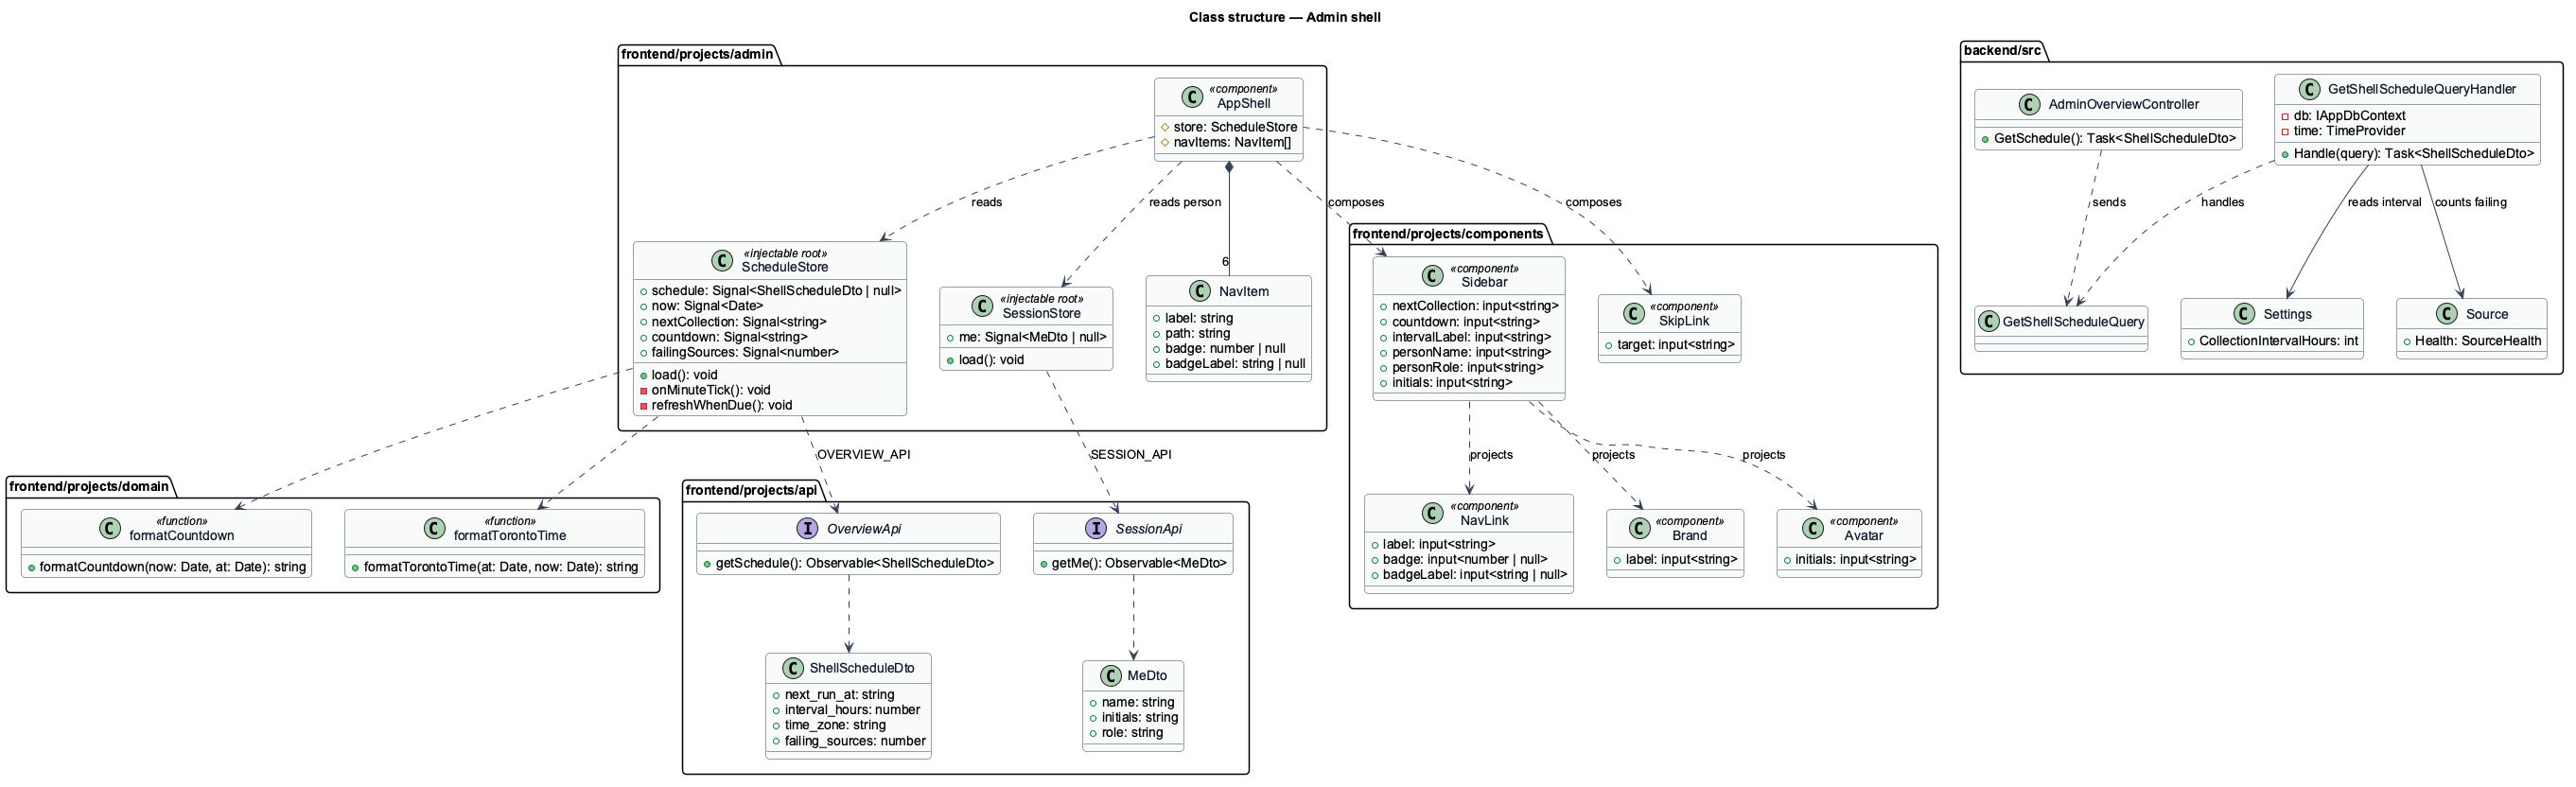 Class structure — Admin shell
frontend/projects/admin
«component»
AppShell
store: ScheduleStore
navItems: NavItem[]
reads
reads person
6
composes
composes
«injectable root»
ScheduleStore
schedule: Signal<ShellScheduleDto | null>
now: Signal<Date>
nextCollection: Signal<string>
countdown: Signal<string>
failingSources: Signal<number>
load(): void
onMinuteTick(): void
refreshWhenDue(): void
«injectable root»
SessionStore
me: Signal<MeDto | null>
load(): void
C NavItem
label: string
path: string
badge: number | null
badgeLabel: string | null
backend/src
AdminOverviewController
GetSchedule(): Task<ShellScheduleDto>
GetShellScheduleQueryHandler
db: IAppDbContext
time: TimeProvider
Handle(query): Task<ShellScheduleDto>
sends
handles
reads interval
counts failing
GetShellScheduleQuery
Settings
CollectionIntervalHours: int
Source
Health: SourceHealth
frontend/projects/components
«component»
Sidebar
nextCollection: input<string>
countdown: input<string>
intervalLabel: input<string>
personName: input<string>
personRole: input<string>
initials: input<string>
«component»
SkipLink
target: input<string>
projects
projects
projects
«component»
NavLink
label: input<string>
badge: input<number | null>
badgeLabel: input<string | null>
«component»
Brand
label: input<string>
«component»
Avatar
initials: input<string>
OVERVIEW_API
SESSION_API
frontend/projects/domain
«function»
formatCountdown
formatCountdown(now: Date, at: Date): string
«function»
formatTorontoTime
formatTorontoTime(at: Date, now: Date): string
frontend/projects/api
OverviewApi
getSchedule(): Observable<ShellScheduleDto>
SessionApi
getMe(): Observable<MeDto>
ShellScheduleDto
next_run_at: string
interval_hours: number
time_zone: string
failing_sources: number
MeDto
name: string
initials: string
role: string